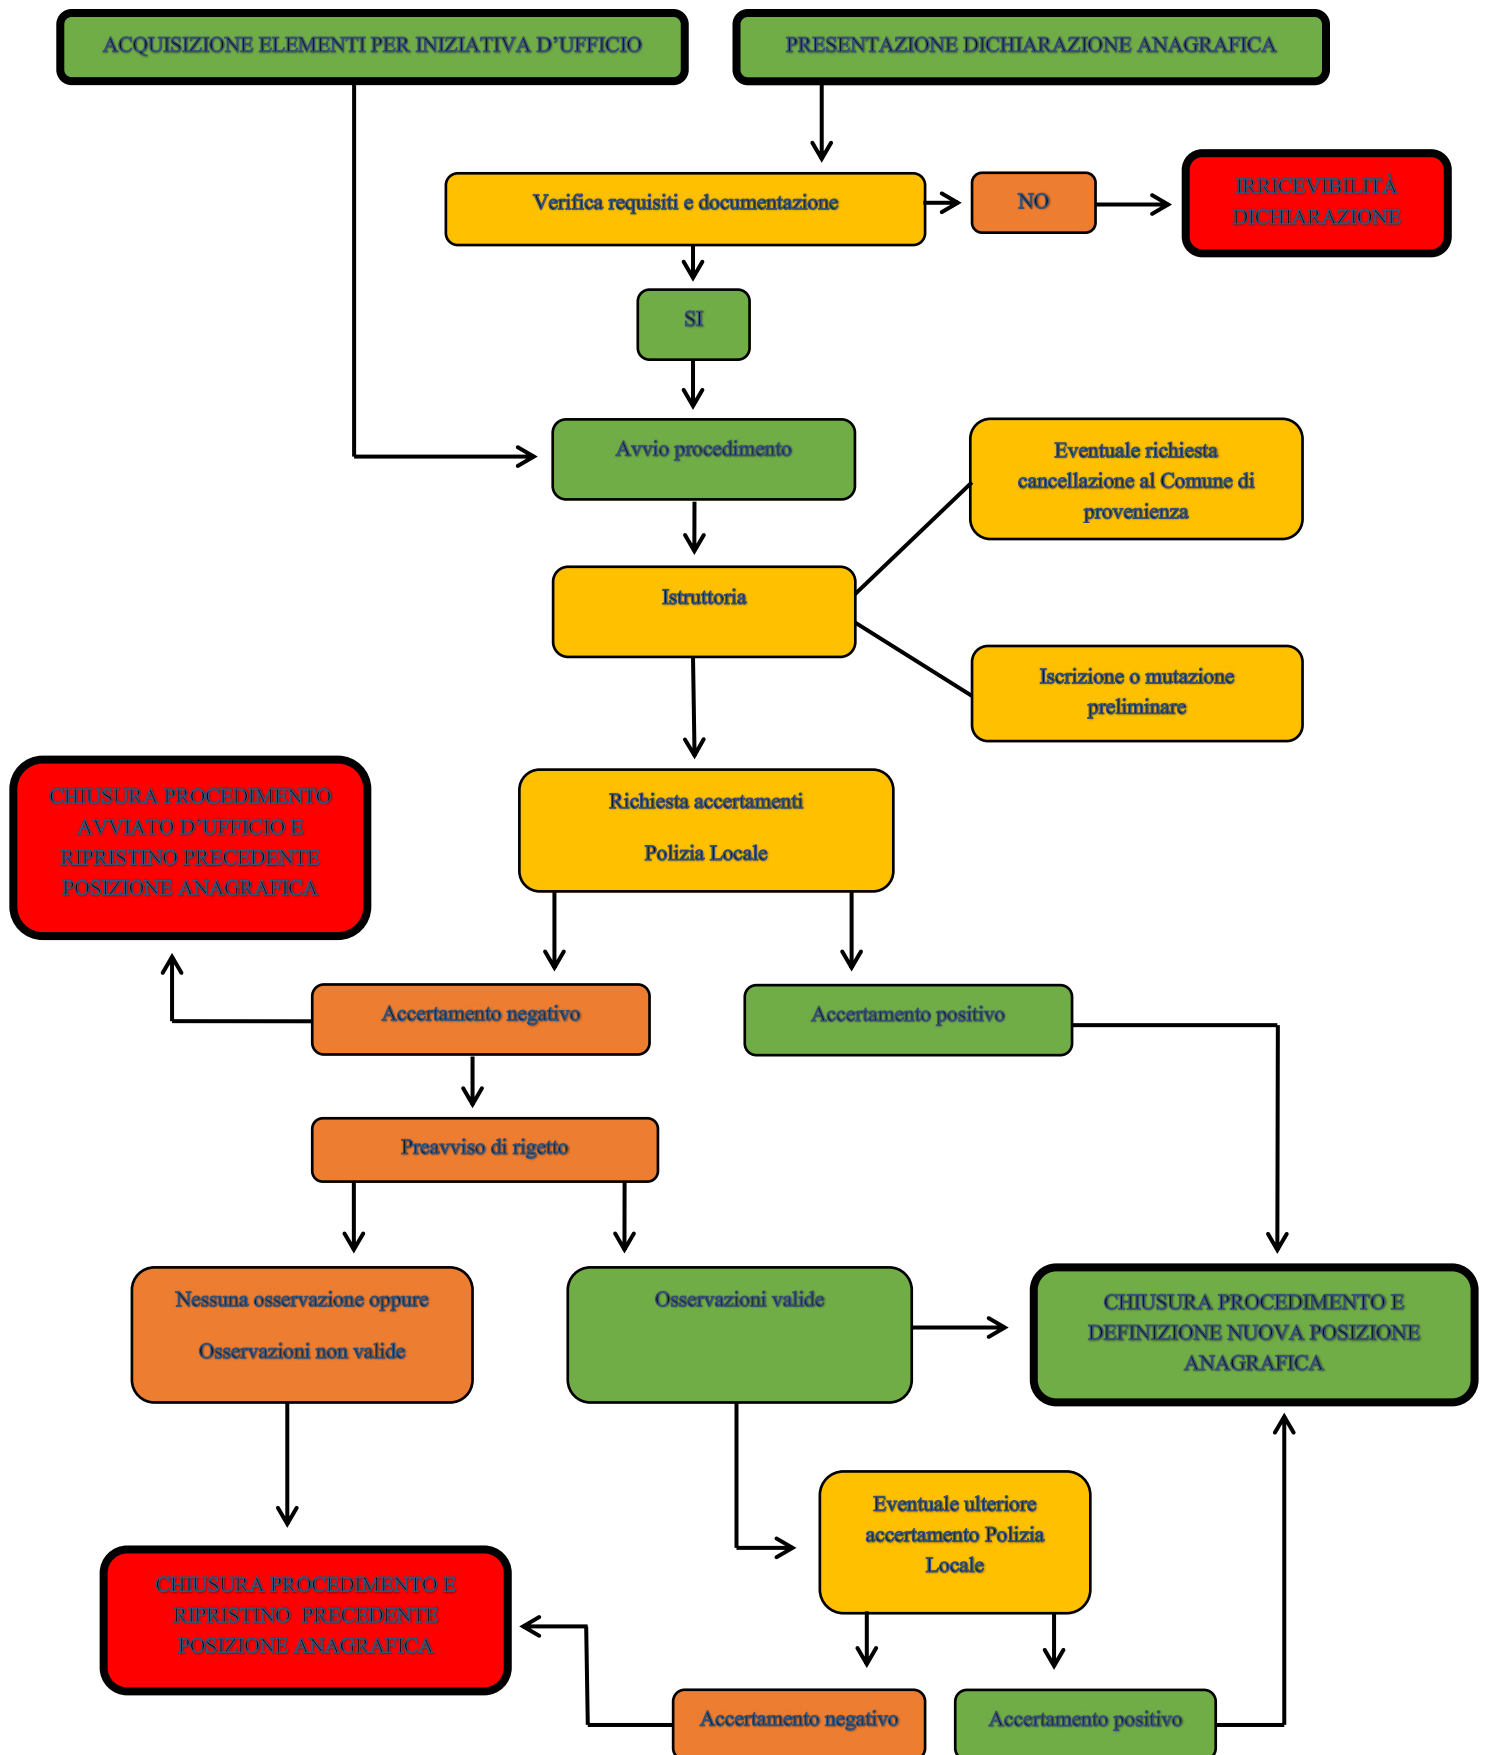 ACQUISIZIONE ELEMENTI PER INIZIATIVA D’UFFICIO
PRESENTAZIONE DICHIARAZIONE ANAGRAFICA
Verifica requisiti e documentazione
NO
IRRICEVIBILITÀ
DICHIARAZIONE
SI
Avvio procedimento
Eventuale richiesta
cancellazione al Comune di
provenienza
Istruttoria
Iscrizione o mutazione
preliminare
CHIUSURA PROCEDIMENTO
AVVIATO D’UFFICIO E
RIPRISTINO PRECEDENTE
POSIZIONE ANAGRAFICA
Richiesta accertamenti
Polizia Locale
Accertamento negativo
Accertamento positivo
Preavviso di rigetto
Nessuna osservazione oppure
Osservazioni non valide
Osservazioni valide
CHIUSURA PROCEDIMENTO E
DEFINIZIONE NUOVA POSIZIONE
ANAGRAFICA
Eventuale ulteriore
accertamento Polizia
Locale
CHIUSURA PROCEDIMENTO E
RIPRISTINO PRECEDENTE
POSIZIONE ANAGRAFICA
Accertamento negativo
Accertamento positivo